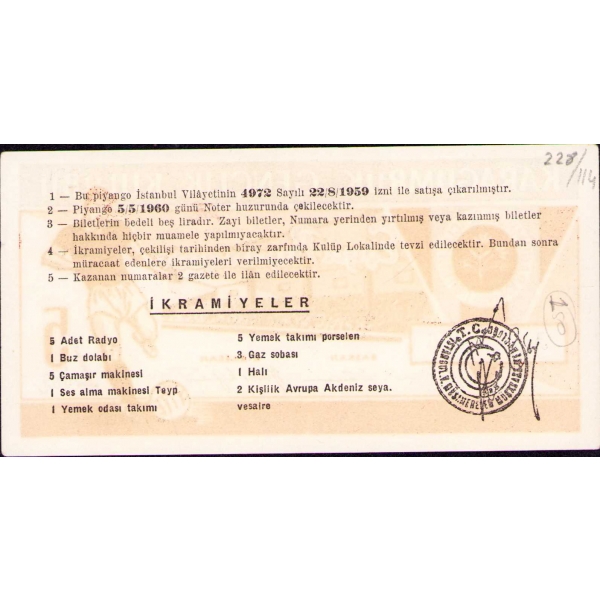 228/114
1 — Bu piyango İstanbul Vilâyetinin 4972 Sayılı 22/8/1959 izni ile satışa çıkarılmıştır.
2 — Piyango 5/5/1960 günü Noter huzurunda çekilecektir.
3 — Biletlerin bedeli beş liradır. Zayi biletler, Numara yerinden yırtılmış veya kazınmış biletler
hakkında hiçbir muamele yapılmıyacaktır.
4 — İkramiyeler, çekilişi tarihinden biray zarfında Kulüp Lokalinde tevzi edilecektir. Bundan sonra
müracaat edenlere ikramiyeleri verilmiyecektir.
5 — Kazanan numaralar 2 gazete ile ilân edilecektir.
İKRAMİYELER
5 Adet Radyo
1 Buz dolabı
5 Çamaşır makinesi
1 Ses alma makinesi Teyp
1 Yemek odası takımı
5 Yemek takımı porselen
3 Gaz sobası
1 Halı
2 Kişilik Avrupa Akdeniz seya.
vesaire
T.C.